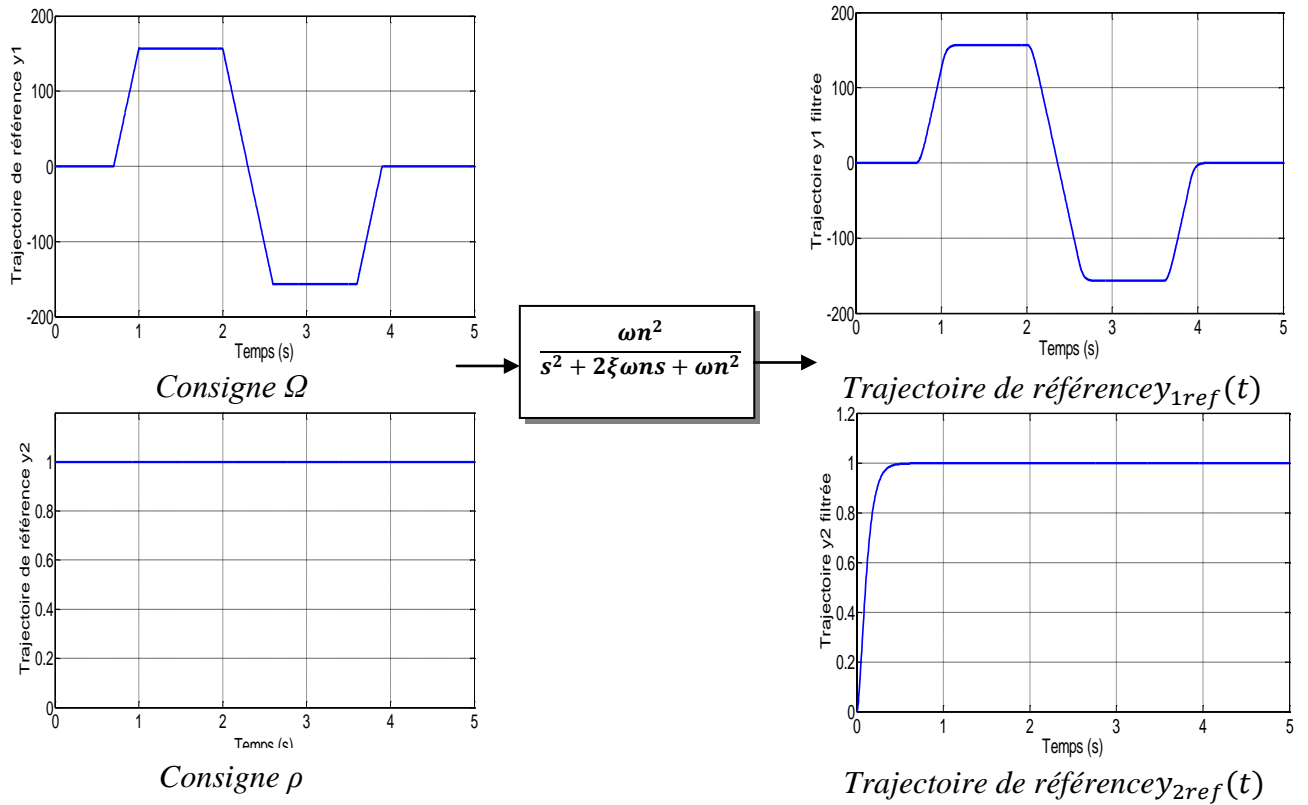 Trajectoire de référence y1
200
100
0
-100
-200
0 1 2 3 4 5
Temps (s)
Consigne Ω
Trajectoire y1 filtrée
200
100
0
-100
-200
0 1 2 3 4 5
Temps (s)
Trajectoire de référencey₁ref(t)
ωn²
s² + 2ξωns + ωn²
Trajectoire de référence y2
1
0.8
0.6
0.4
0.2
0
0 1 2 3 4 5
Temps (s)
Consigne ρ
Trajectoire y2 filtrée
1.2
1
0.8
0.6
0.4
0.2
0
0 1 2 3 4 5
Temps (s)
Trajectoire de référencey₂ref(t)